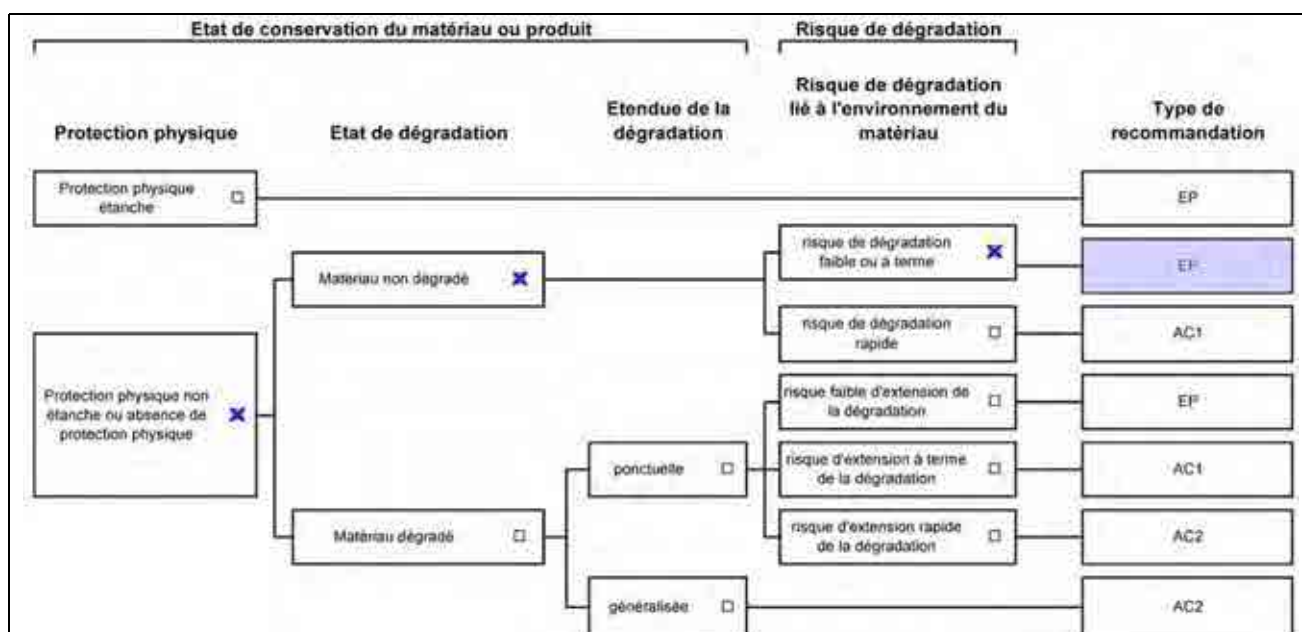 Etat de conservation du matériau ou produit
Risque de dégradation
Protection physique
Etat de dégradation
Etendue de la
dégradation
Risque de dégradation
lié à l'environnement du
matériau
Type de
recommandation
Protection physique
étanche
EP
Matériau non dégradé
risque de dégradation
faible ou à terme
EP
risque de dégradation
rapide
AC1
Protection physique non
étanche ou absence de
protection physique
risque faible d'extension de
la dégradation
EP
ponctuelle
risque d'extension à terme
de la dégradation
AC1
Matériau dégradé
risque d'extension rapide
de la dégradation
AC2
généralisée
AC2